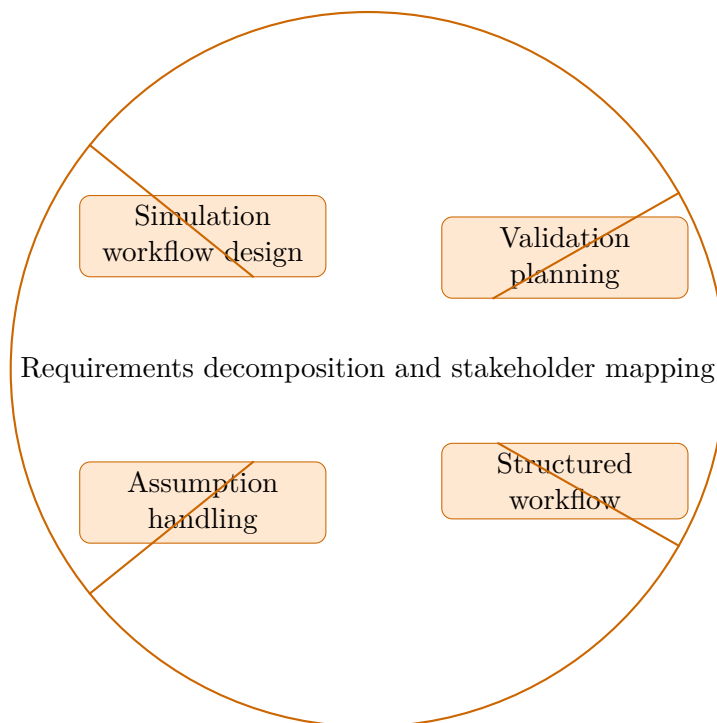 Simulation
workflow design
Validation
planning
Requirements decomposition and stakeholder mapping
Assumption
handling
Structured
workflow